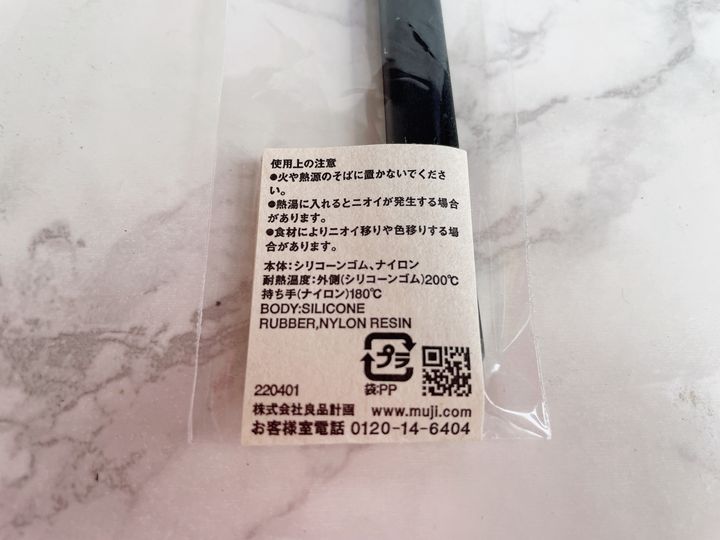 使用上の注意
●火や熱源のそばに置かないでくださ
い。
●熱湯に入れるとニオイが発生する場合
があります。
●食材によりニオイ移りや色移りする場
合があります。
本体:シリコーンゴム、ナイロン
耐熱温度:外側(シリコーンゴム)200℃
持ち手(ナイロン)180℃
BODY:SILICONE
RUBBER,NYLON RESIN
プラ
220401 袋:PP
株式会社良品計画 www.muji.com
お客様室電話 0120-14-6404